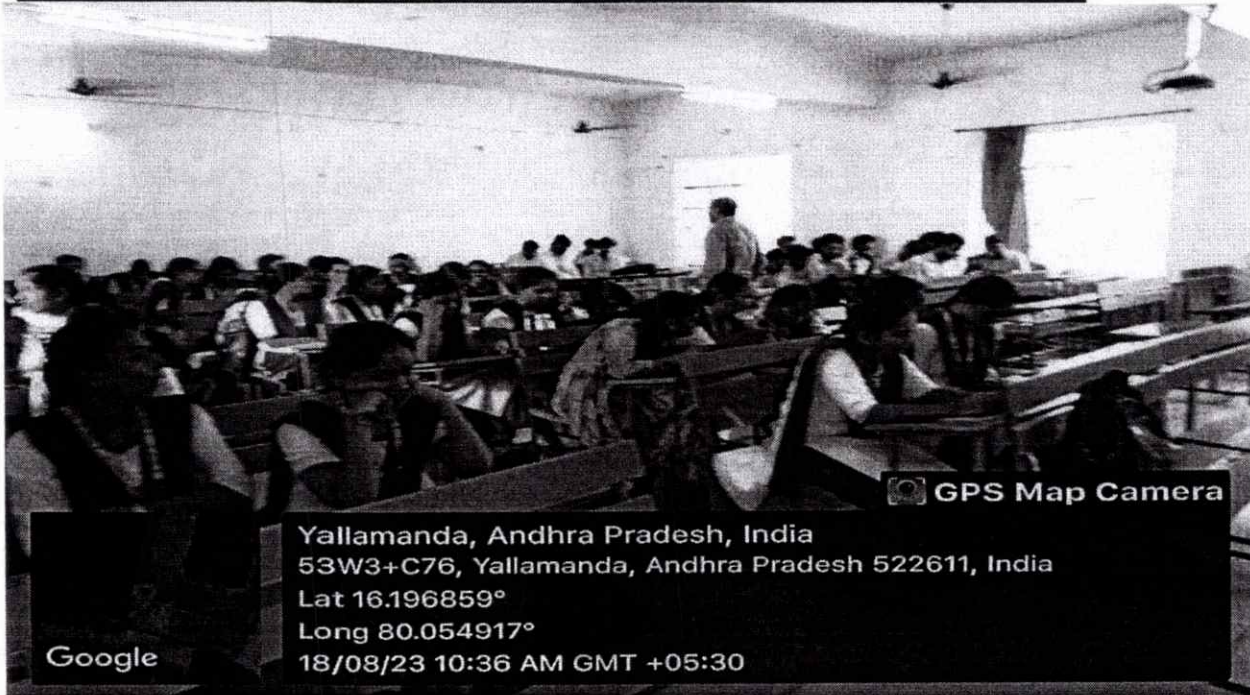 GPS Map Camera
Yallamanda, Andhra Pradesh, India
53W3+C76, Yallamanda, Andhra Pradesh 522611, India
Lat 16.196859°
Long 80.054917°
18/08/23 10:36 AM GMT +05:30
Google